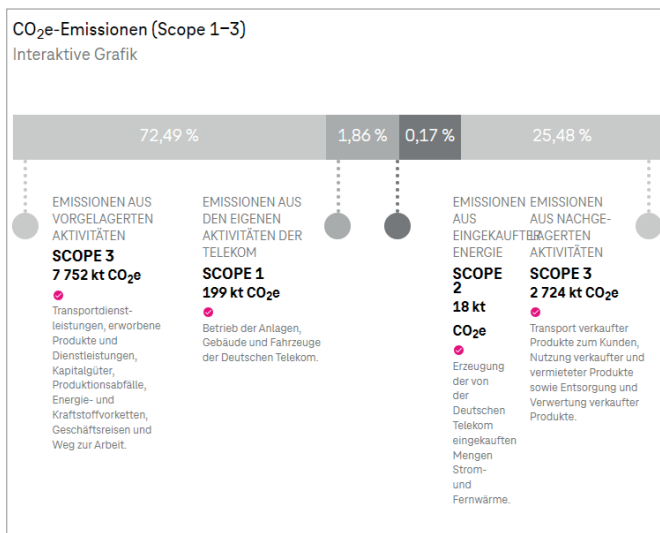 CO₂e-Emissionen (Scope 1–3)
Interaktive Grafik
72,49 %
1,86 %
0,17 %
25,48 %
EMISSIONEN AUS
VORGELAGERTEN
AKTIVITÄTEN
SCOPE 3
7 752 kt CO₂e
Transportdienst-
leistungen, erworbene
Produkte und
Dienstleistungen,
Kapitalgüter,
Produktionsabfälle,
Energie- und
Kraftstoffvorketten,
Geschäftsreisen und
Weg zur Arbeit.
EMISSIONEN AUS
DEN EIGENEN
AKTIVITÄTEN DER
TELEKOM
SCOPE 1
199 kt CO₂e
Betrieb der Anlagen,
Gebäude und Fahrzeuge
der Deutschen Telekom.
EMISSIONEN
AUS
EINGEKAUFTER
ENERGIE
SCOPE
2
18 kt
CO₂e
Erzeugung
der von
der
Deutschen
Telekom
eingekauften
Mengen
Strom-
und
Fernwärme.
EMISSIONEN
AUS NACHGE-
LAGERTEN
AKTIVITÄTEN
SCOPE 3
2 724 kt CO₂e
Transport verkaufter
Produkte zum Kunden,
Nutzung verkaufter und
vermieteter Produkte
sowie Entsorgung und
Verwertung verkaufter
Produkte.